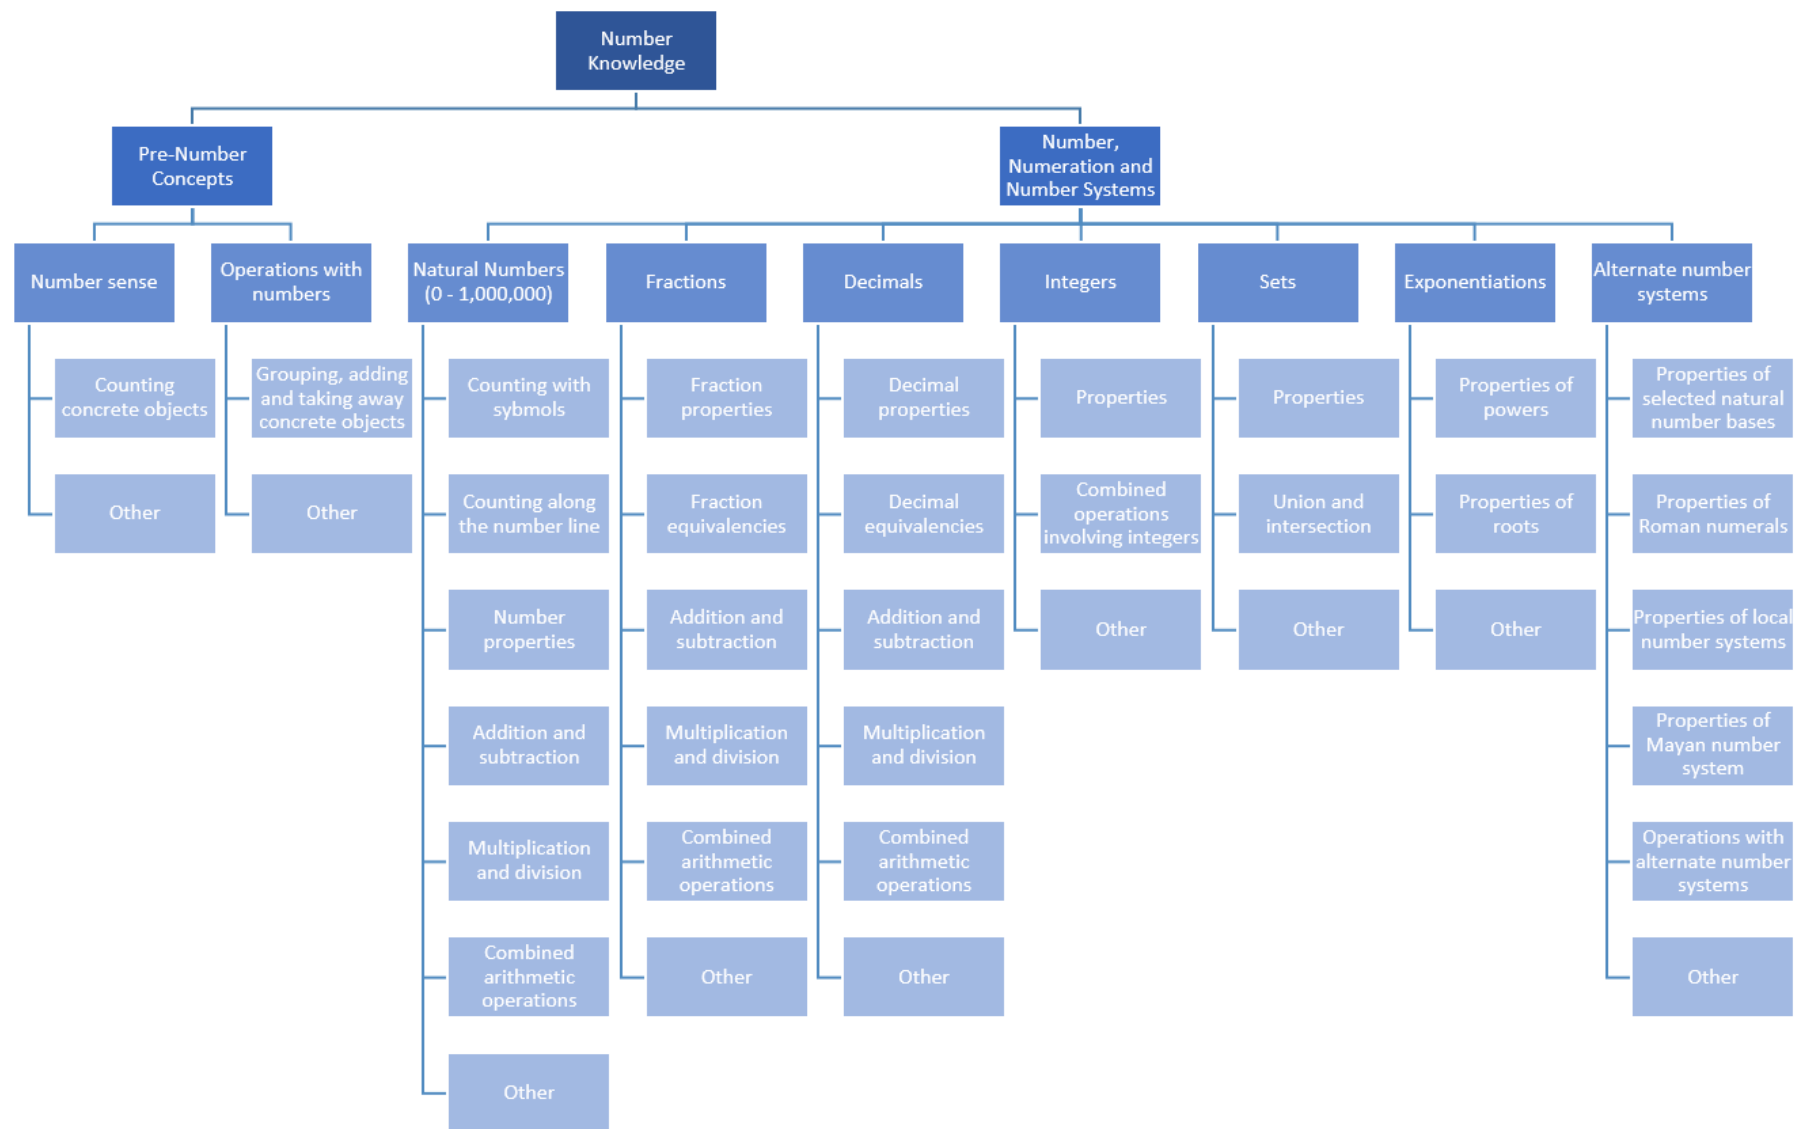 Number
Knowledge
Pre-Number
Concepts
Number,
Numeration and
Number Systems
Number sense
Operations with
numbers
Natural Numbers
(0 - 1,000,000)
Fractions
Decimals
Integers
Sets
Exponentiations
Alternate number
systems
Counting
concrete objects
Other
Grouping, adding
and taking away
concrete objects
Other
Counting with
sybmols
Counting along
the number line
Number
properties
Addition and
subtraction
Multiplication
and division
Combined
arithmetic
operations
Other
Fraction
properties
Fraction
equivalencies
Addition and
subtraction
Multiplication
and division
Combined
arithmetic
operations
Other
Decimal
properties
Decimal
equivalencies
Addition and
subtraction
Multiplication
and division
Combined
arithmetic
operations
Other
Properties
Combined
operations
involving integers
Other
Properties
Union and
intersection
Other
Properties of
powers
Properties of
roots
Other
Properties of
selected natural
number bases
Properties of
Roman numerals
Properties of local
number systems
Properties of
Mayan number
system
Operations with
alternate number
systems
Other